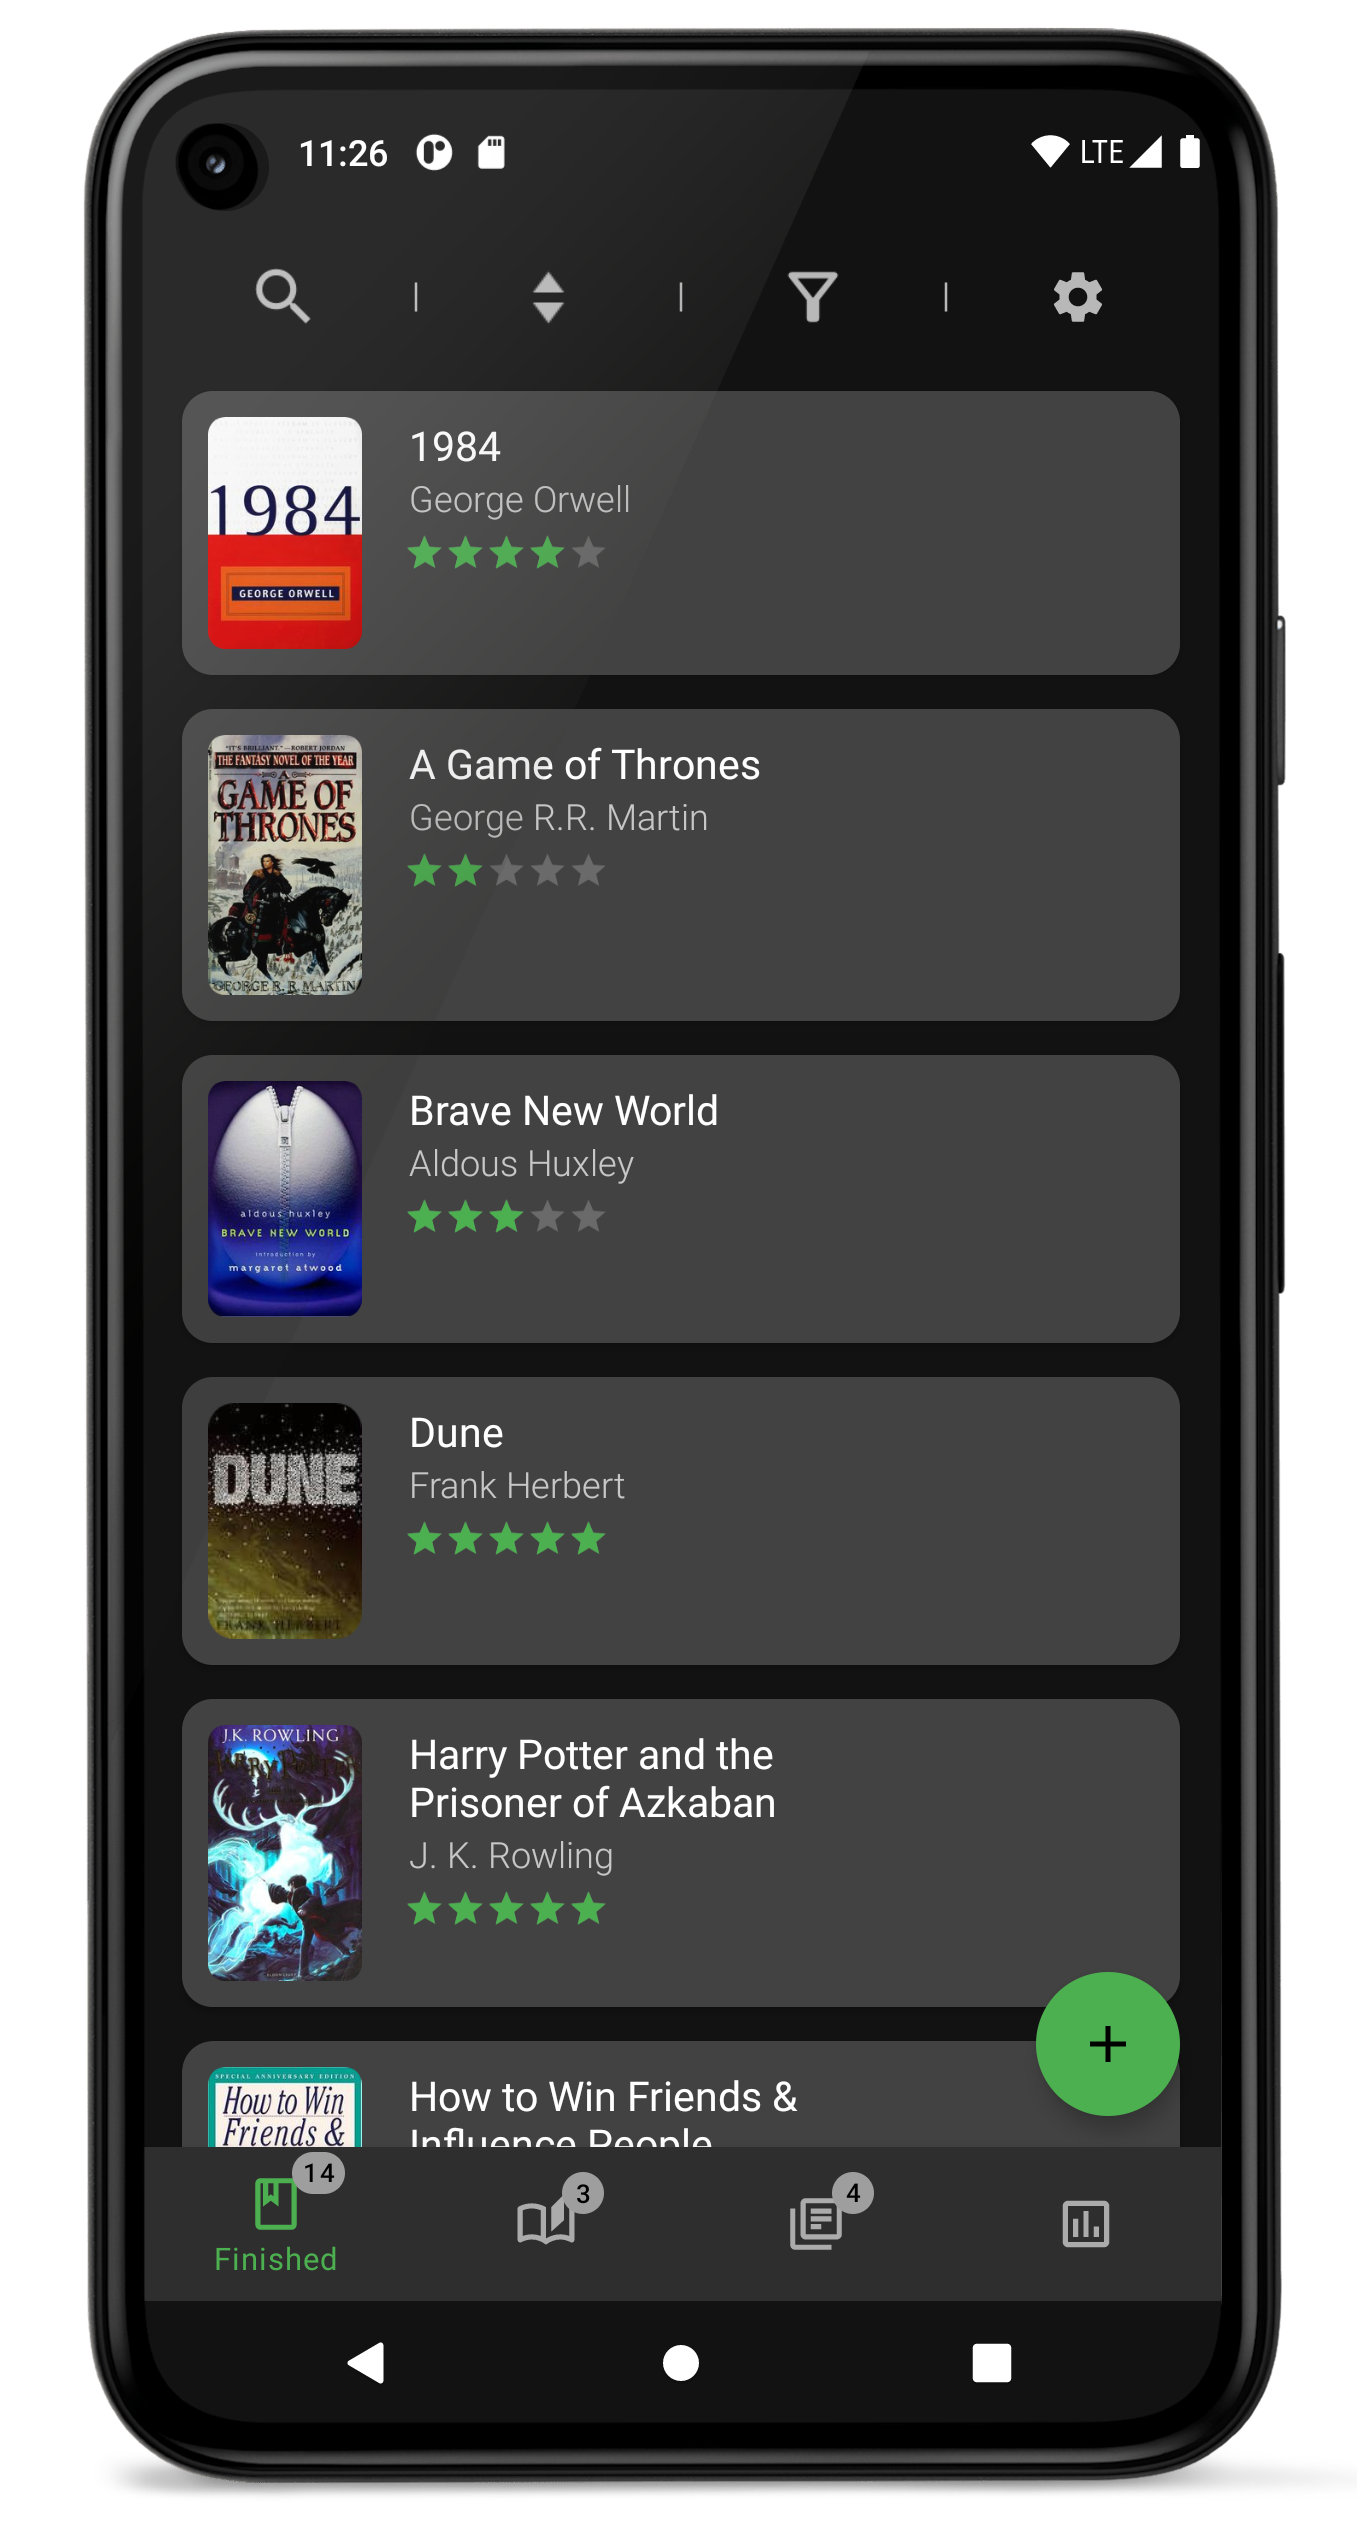 11:26
LTE
1984
GEORGE ORWELL
1984
George Orwell
"IT'S BRILLIANT."—ROBERT JORDAN
THE FANTASY NOVEL OF THE YEAR
A
GAME OF
THRONES
GEORGE R. R. MARTIN
A Game of Thrones
George R.R. Martin
aldous huxley
BRAVE NEW WORLD
introduction by
margaret atwood
Brave New World
Aldous Huxley
DUNE
FRANK HERBERT
Dune
Frank Herbert
J.K. ROWLING
HARRY POTTER
Harry Potter and the
Prisoner of Azkaban
J. K. Rowling
SPECIAL ANNIVERSARY EDITION
How to Win
Friends &
How to Win Friends &
Influence People
14
3
4
Finished